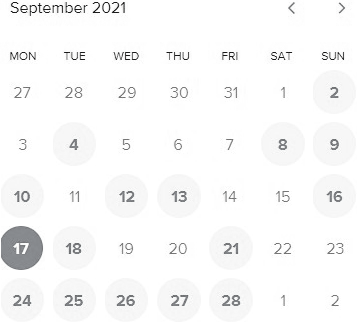 September 2021
MON TUE WED THU FRI SAT SUN
27 28 29 30 31 1 2
3 4 5 6 7 8 9
10 11 12 13 14 15 16
17 18 19 20 21 22 23
24 25 26 27 28 1 2